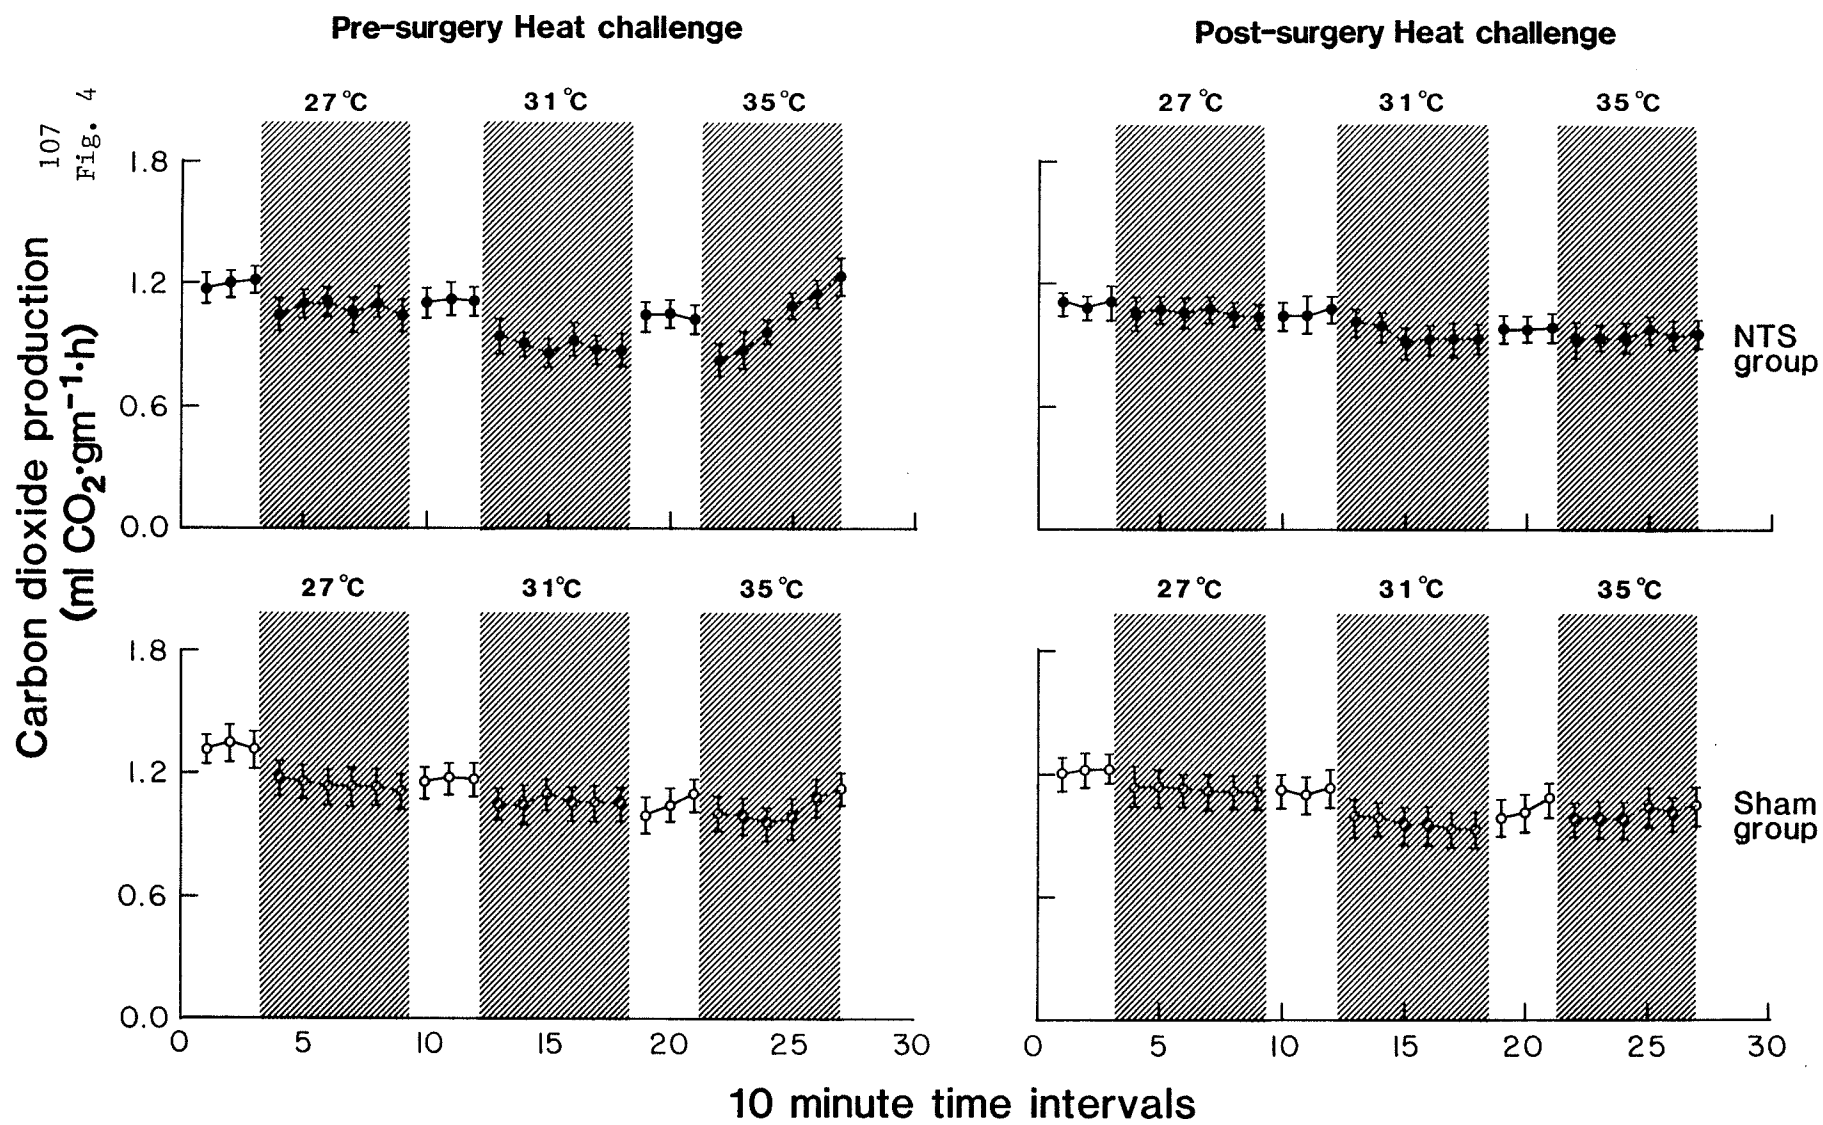 Pre-surgery Heat challenge
Post-surgery Heat challenge
107
Fig. 4
27°C 31°C 35°C
27°C 31°C 35°C
1.8
1.2
0.6
0.0
NTS
group
Carbon dioxide production
(ml CO₂·gm⁻¹·h)
27°C 31°C 35°C
27°C 31°C 35°C
1.8
1.2
0.6
0.0
Sham
group
0 5 10 15 20 25 30
0 5 10 15 20 25 30
10 minute time intervals